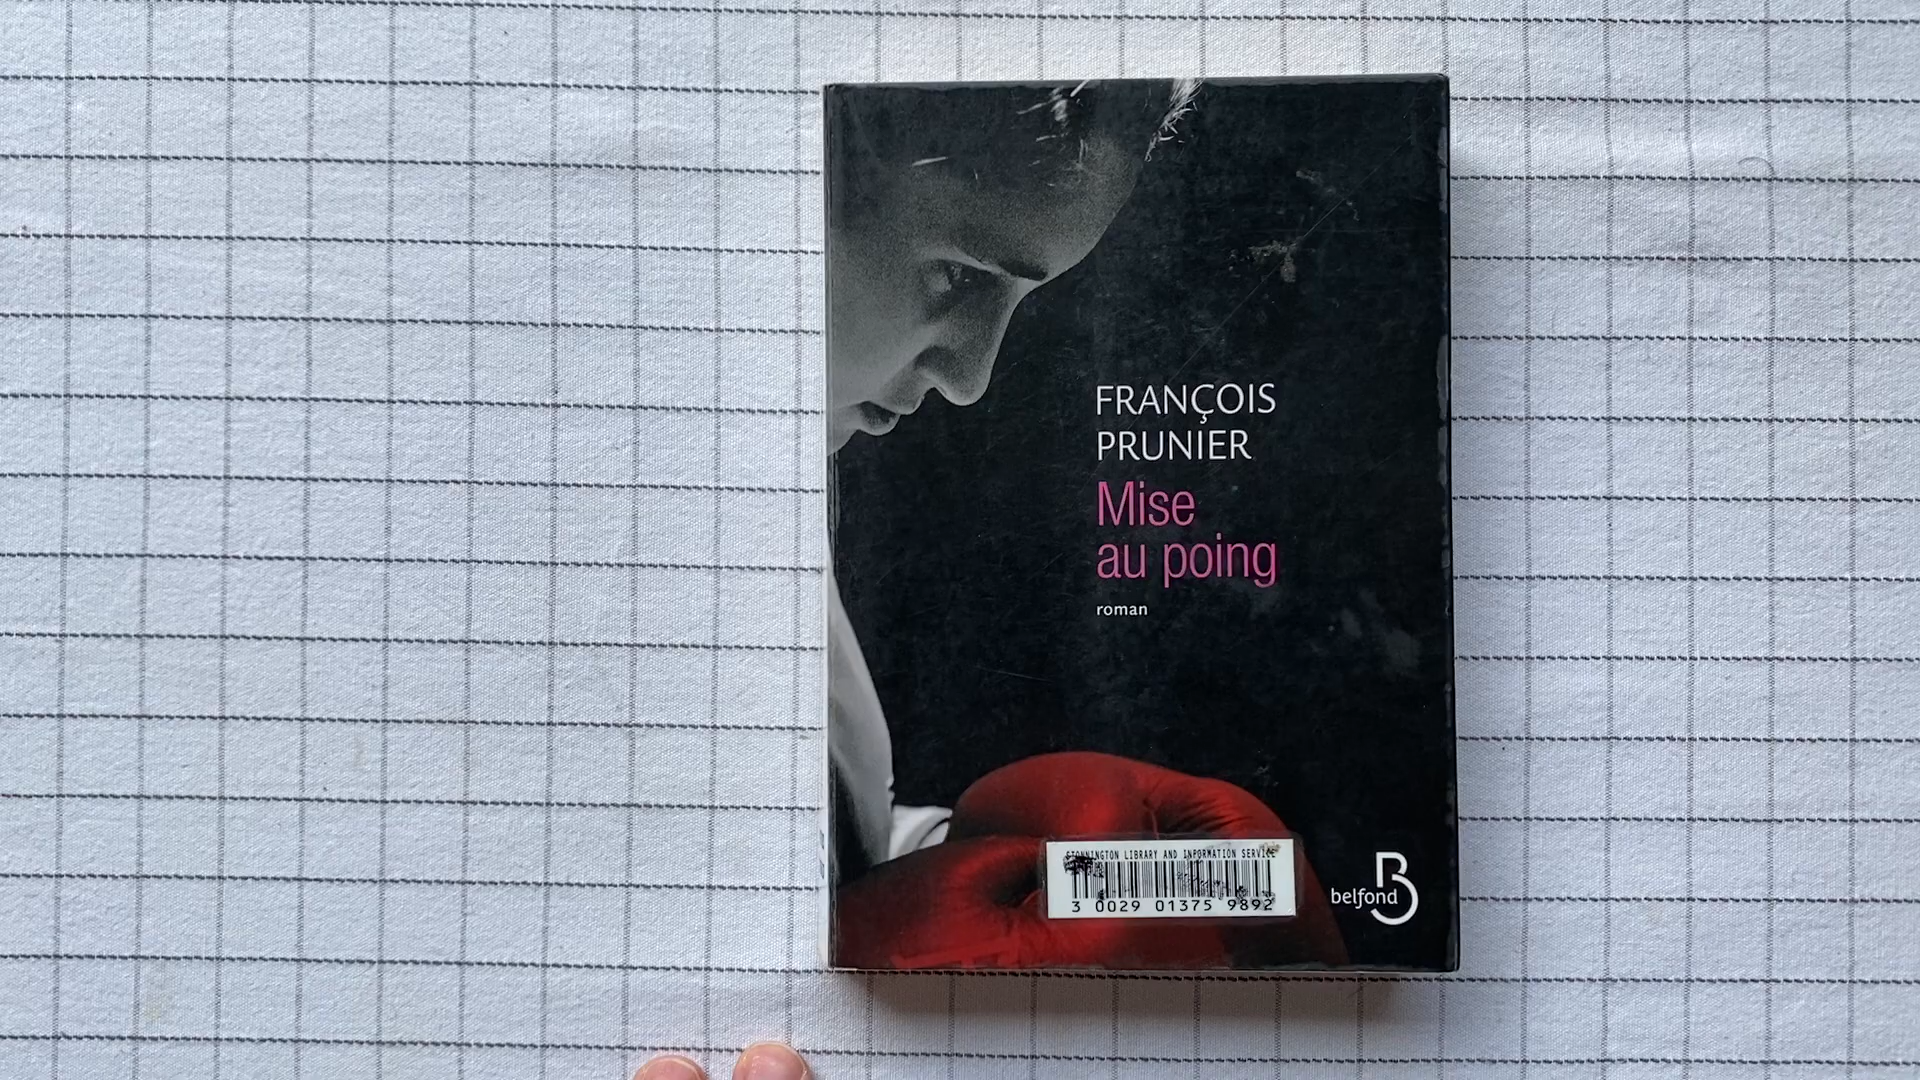 FRANÇOIS
PRUNIER
Mise
au poing
roman
STONNINGTON LIBRARY AND INFORMATION SERVICE
3 0029 01375 9892
belfond